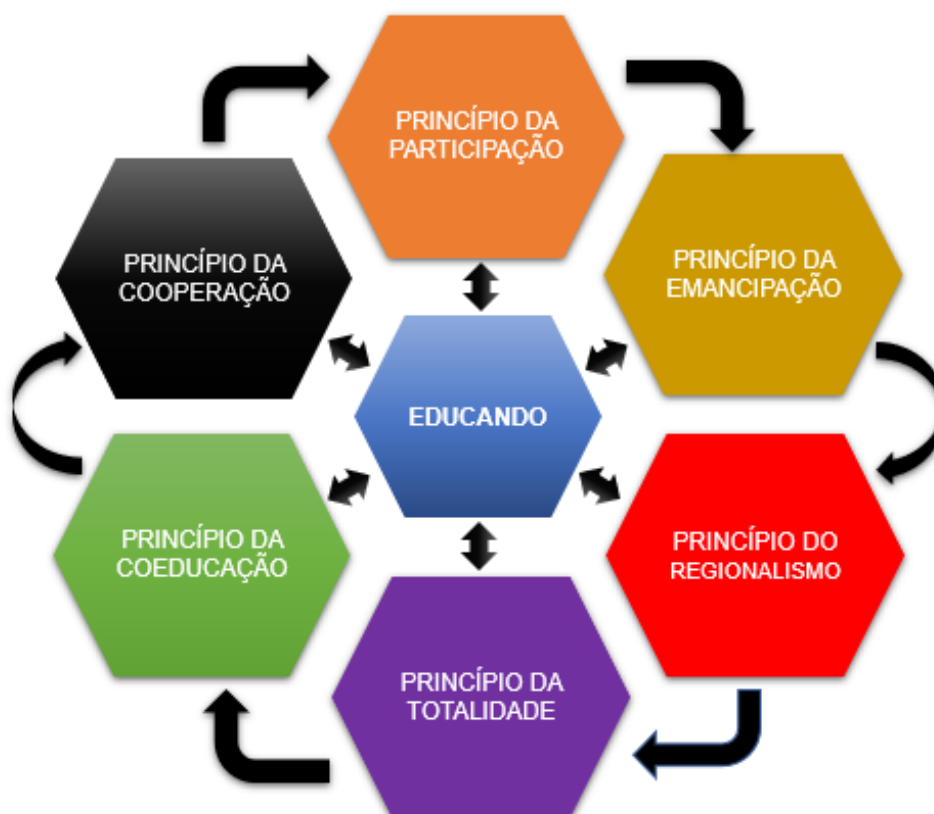 PRINCÍPIO DA
PARTICIPAÇÃO
PRINCÍPIO DA
COOPERAÇÃO
PRINCÍPIO DA
EMANCIPAÇÃO
EDUCANDO
PRINCÍPIO DA
COEDUCAÇÃO
PRINCÍPIO DO
REGIONALISMO
PRINCÍPIO DA
TOTALIDADE